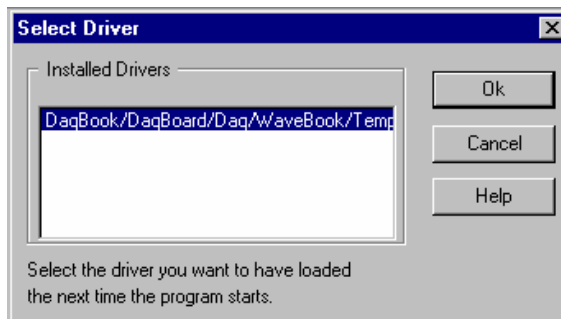 Select Driver
Installed Drivers
DaqBook/DaqBoard/Daq/WaveBook/Temp
Ok
Cancel
Help
Select the driver you want to have loaded
the next time the program starts.